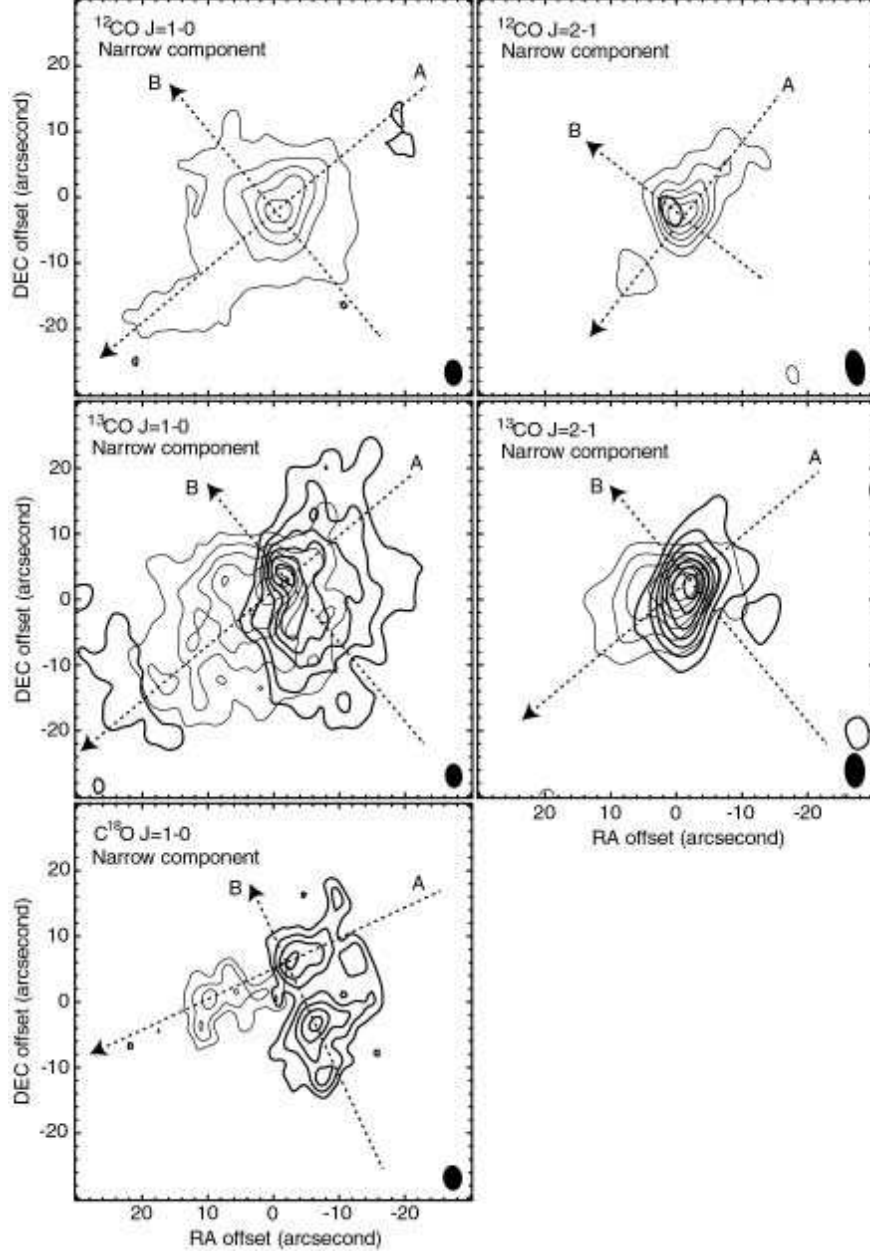 ¹²CO J=1-0
Narrow component
A
B
20
10
0
-10
-20
DEC offset (arcsecond)
¹²CO J=2-1
Narrow component
A
B
¹³CO J=1-0
Narrow component
A
B
20
10
0
-10
-20
DEC offset (arcsecond)
¹³CO J=2-1
Narrow component
A
B
20 10 0 -10 -20
RA offset (arcsecond)
C¹⁸O J=1-0
Narrow component
A
B
20
10
0
-10
-20
DEC offset (arcsecond)
20 10 0 -10 -20
RA offset (arcsecond)